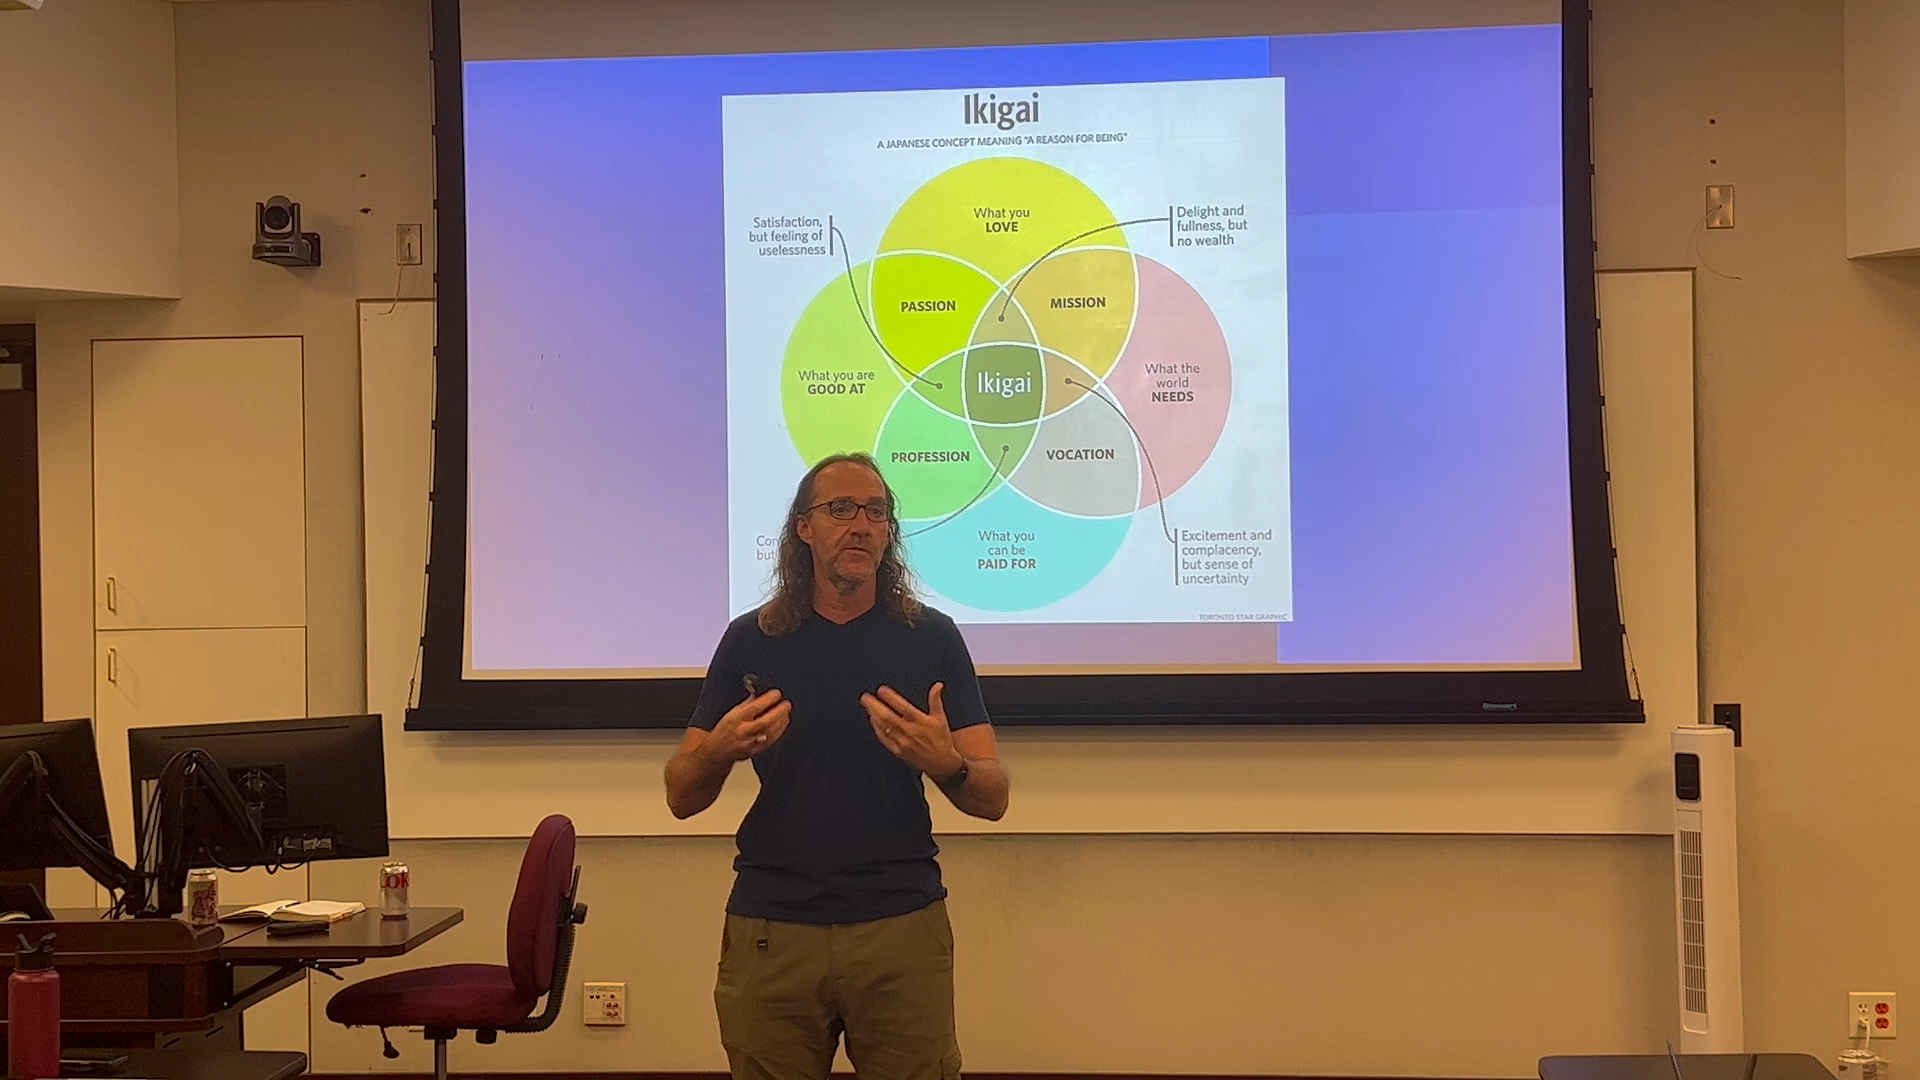 Ikigai
A JAPANESE CONCEPT MEANING "A REASON FOR BEING"
Satisfaction,
but feeling of
uselessness
What you
LOVE
Delight and
fullness, but
no wealth
PASSION
MISSION
What you are
GOOD AT
Ikigai
What the
world
NEEDS
PROFESSION
VOCATION
but
What you
can be
PAID FOR
Excitement and
complacency,
but sense of
uncertainty
TORONTO STAR GRAPHIC